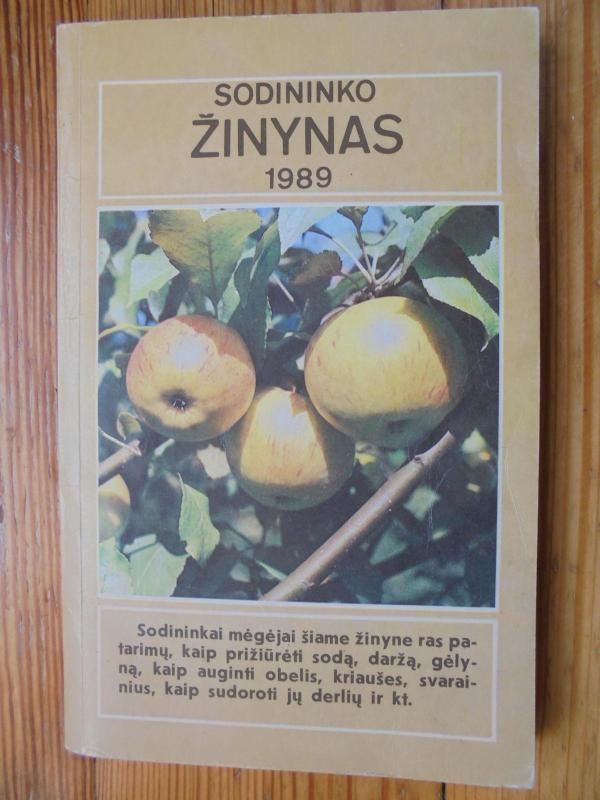 SODININKO
ŽINYNAS
1989
Sodininkai mėgėjai šiame žinyne ras pa-
tarimų, kaip prižiūrėti sodą, daržą, gėly-
ną, kaip auginti obelis, kriaušes, svarai-
nius, kaip sudoroti jų derlių ir kt.